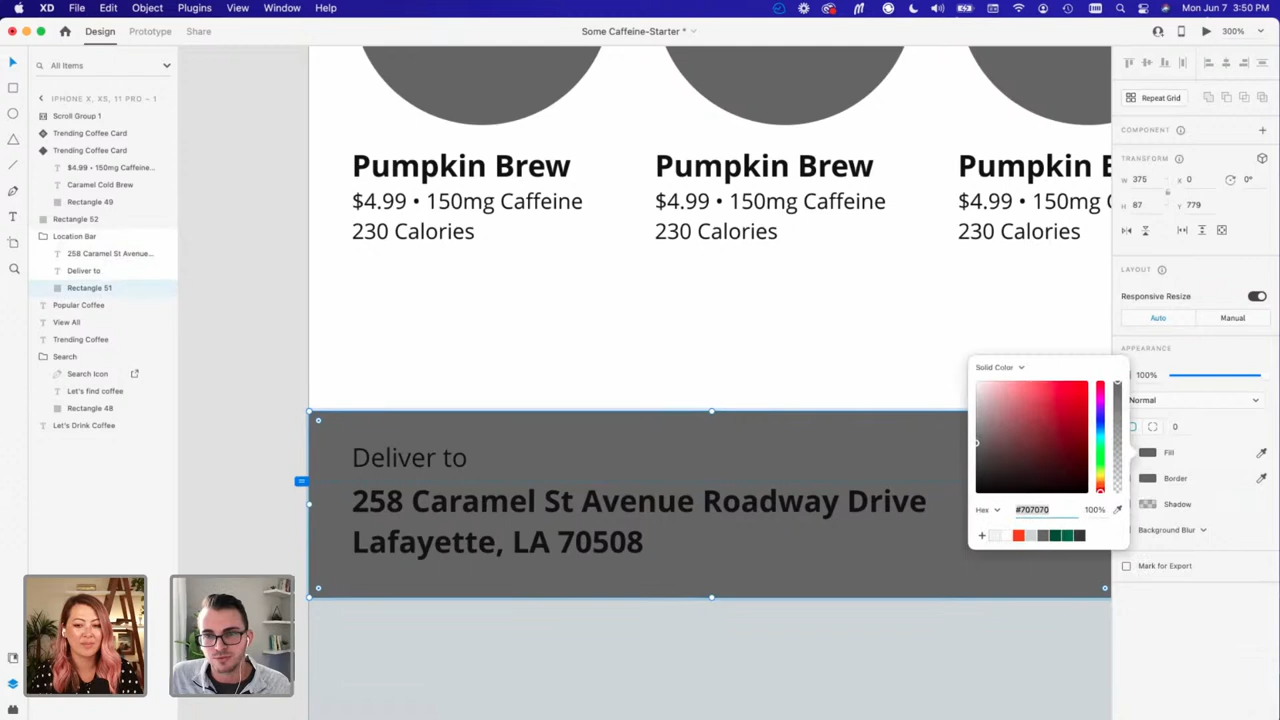 XD File Edit Object Plugins View Window Help Mon Jun 7 3:50 PM
Design Prototype Share Some Caffeine-Starter * 300%
All Items
IPHONE X, XS, 11 PRO – 1
Scroll Group 1
Trending Coffee Card
Trending Coffee Card
$4.99 • 150mg Caffeine...
Caramel Cold Brew
Rectangle 49
Rectangle 52
Location Bar
258 Caramel St Avenue...
Deliver to
Rectangle 51
Popular Coffee
View All
Trending Coffee
Search
Search Icon
Let's find coffee
Rectangle 48
Let's Drink Coffee
Pumpkin Brew
$4.99 • 150mg Caffeine
230 Calories
Pumpkin Brew
$4.99 • 150mg Caffeine
230 Calories
Pumpkin B
$4.99 • 150mg
230 Calories
Deliver to
258 Caramel St Avenue Roadway Drive
Lafayette, LA 70508
Solid Color
Hex #707070 100%
Repeat Grid
COMPONENT
TRANSFORM
W 375 X 0 0°
H 87 Y 779
LAYOUT
Responsive Resize
Auto Manual
APPEARANCE
100%
Normal
0
Fill
Border
Shadow
Background Blur
Mark for Export